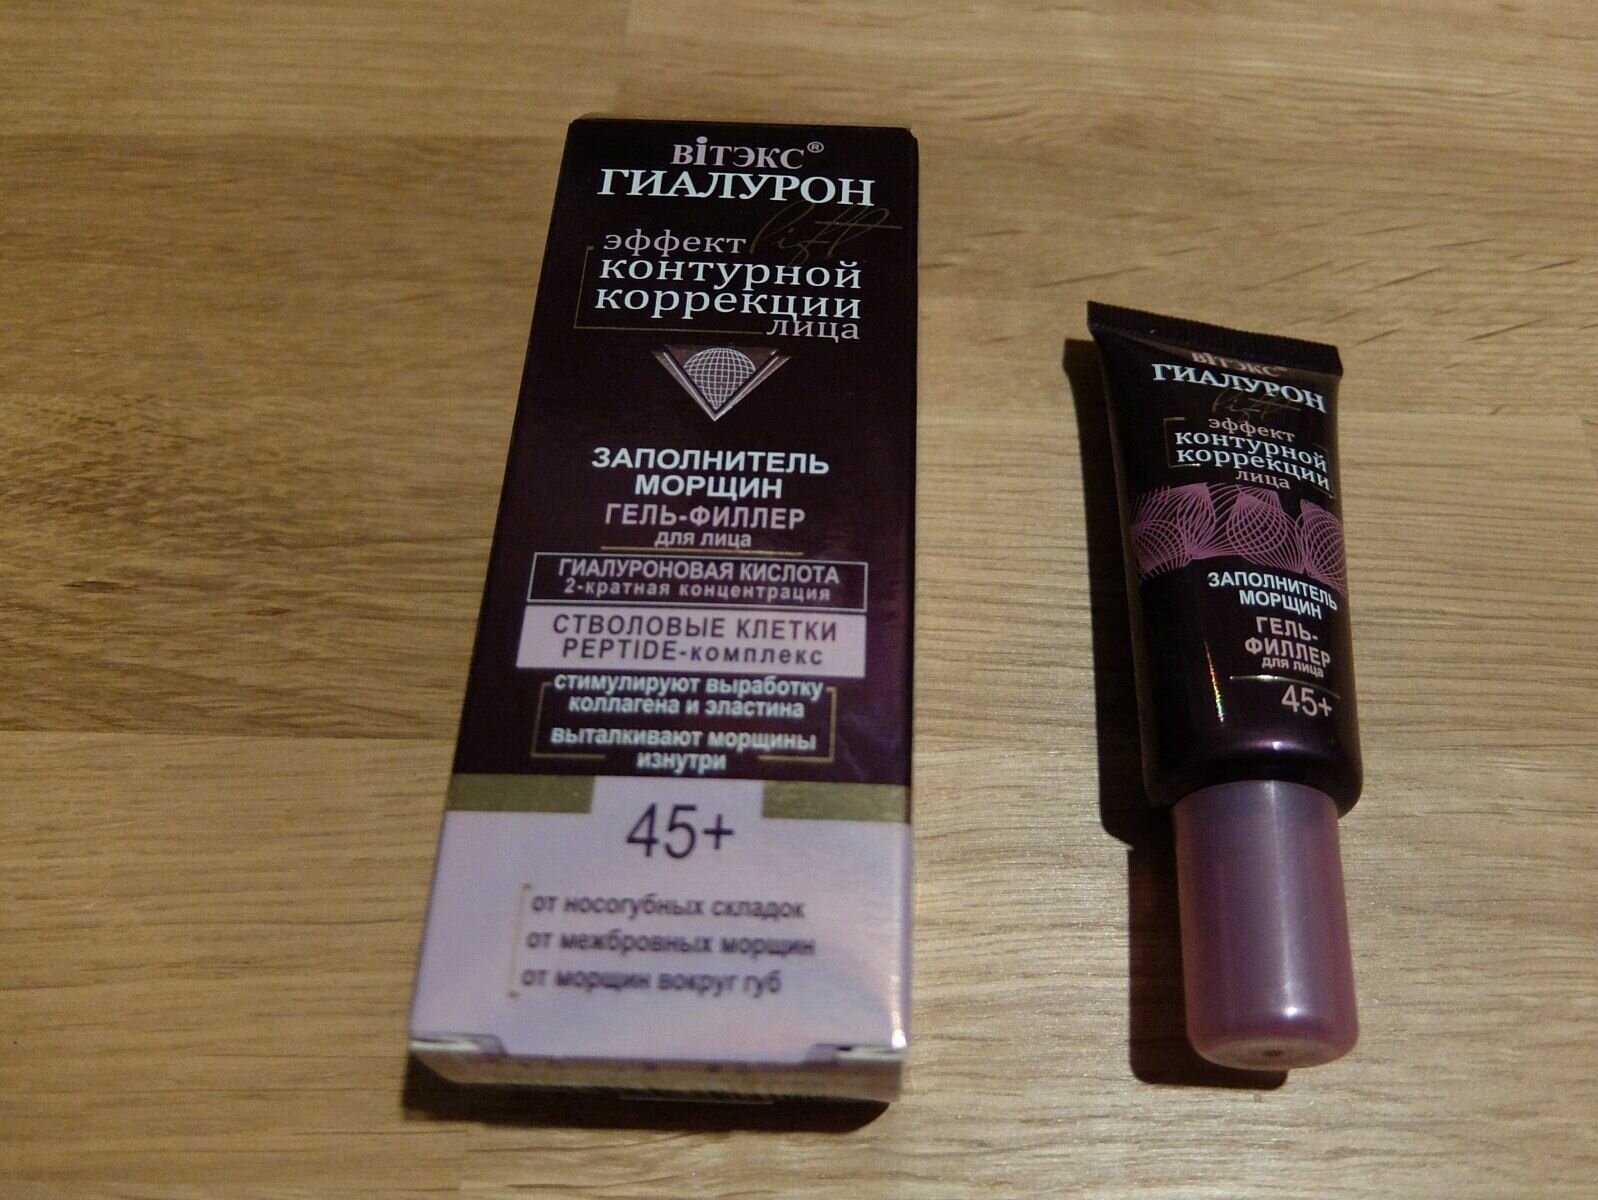 ВІТЭКС®
ГИАЛУРОН
lift
эффект
контурной
коррекции
лица
ЗАПОЛНИТЕЛЬ
МОРЩИН
ГЕЛЬ-ФИЛЛЕР
для лица
ГИАЛУРОНОВАЯ КИСЛОТА
2-кратная концентрация
СТВОЛОВЫЕ КЛЕТКИ
PEPTIDE-комплекс
стимулируют выработку
коллагена и эластина
выталкивают морщины
изнутри
45+
от носогубных складок
от межбровных морщин
от морщин вокруг губ
ВІТЭКС®
ГИАЛУРОН
lift
эффект
контурной
коррекции
лица
ЗАПОЛНИТЕЛЬ
МОРЩИН
ГЕЛЬ-
ФИЛЛЕР
для лица
45+